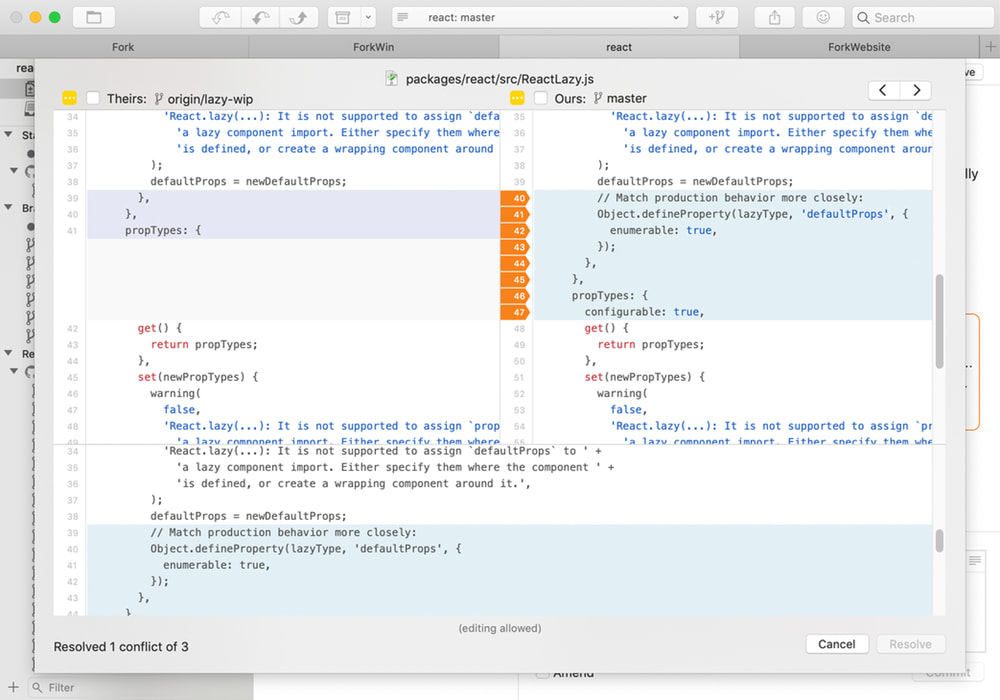 react: master
Search
Fork
ForkWin
react
ForkWebsite
packages/react/src/ReactLazy.js
Theirs: origin/lazy-wip
Ours: master
34 'React.lazy(...): It is not supported to assign `defa
35 'a lazy component import. Either specify them where
36 'is defined, or create a wrapping component around
37 );
38 defaultProps = newDefaultProps;
39 },
40 },
41 propTypes: {
42 get() {
43 return propTypes;
44 },
45 set(newPropTypes) {
46 warning(
47 false,
48 'React.lazy(...): It is not supported to assign `prop
49 'a lazy component import. Either specify them where
35 'React.lazy(...): It is not supported to assign `de
36 'a lazy component import. Either specify them whe
37 'is defined, or create a wrapping component aroun
38 );
39 defaultProps = newDefaultProps;
40 // Match production behavior more closely:
41 Object.defineProperty(lazyType, 'defaultProps', {
42 enumerable: true,
43 });
44 },
45 },
46 propTypes: {
47 configurable: true,
48 get() {
49 return propTypes;
50 },
51 set(newPropTypes) {
52 warning(
53 false,
54 'React.lazy(...): It is not supported to assign `pr
55 'a lazy component import. Either specify them whe
34 'React.lazy(...): It is not supported to assign `defaultProps` to ' +
35 'a lazy component import. Either specify them where the component ' +
36 'is defined, or create a wrapping component around it.',
37 );
38 defaultProps = newDefaultProps;
39 // Match production behavior more closely:
40 Object.defineProperty(lazyType, 'defaultProps', {
41 enumerable: true,
42 });
43 },
44 }
(editing allowed)
Resolved 1 conflict of 3
Cancel
Resolve
Filter
Amend
Commit
rea
Sta
Bra
Re
ve
lly